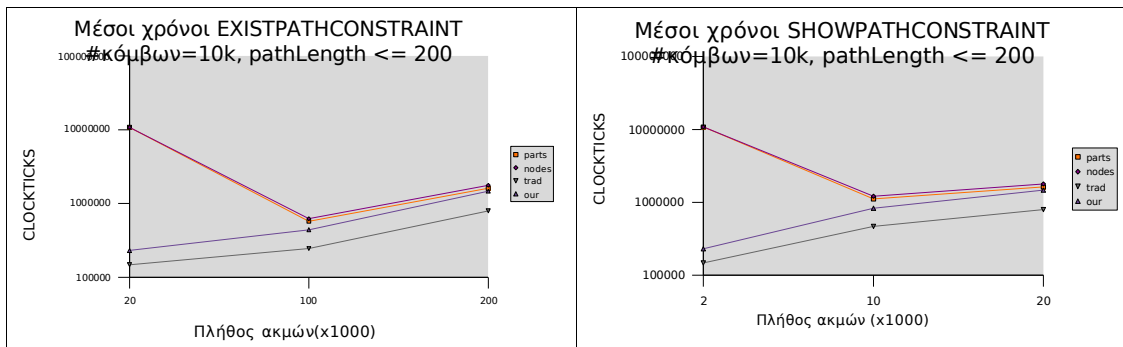 Μέσοι χρόνοι EXISTPATHCONSTRAINT
#κόμβων=10k, pathLength <= 200
100000000
10000000
1000000
100000
CLOCKTICKS
20
100
200
Πλήθος ακμών(x1000)
parts
nodes
trad
our
Μέσοι χρόνοι SHOWPATHCONSTRAINT
#κόμβων=10k, pathLength <= 200
100000000
10000000
1000000
100000
CLOCKTICKS
2
10
20
Πλήθος ακμών (x1000)
parts
nodes
trad
our